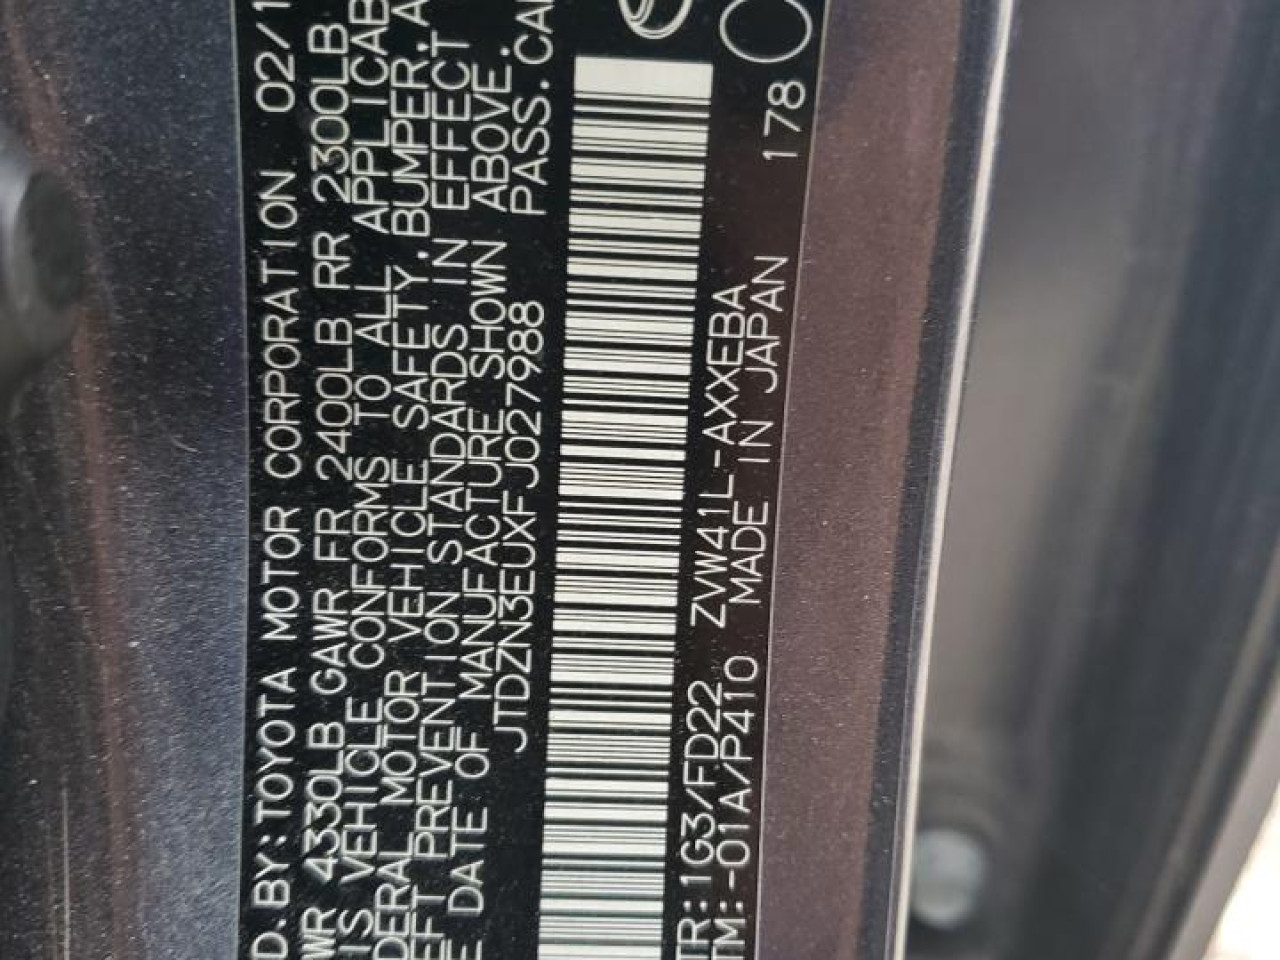 D.BY:TOYOTA MOTOR CORPORATION 02/1
WR 4330LB GAWR FR 2400LB RR 2300LB
IS VEHICLE CONFORMS TO ALL APPLICAB
DERAL MOTOR VEHICLE SAFETY,BUMPER,A
EFT PREVENTION STANDARDS IN EFFECT
E DATE OF MANUFACTURE SHOWN ABOVE.
JTDZN3EUXFJ027988 PASS.CA
TR:1G3/FD22 ZVW41L-AXXEBA
TM:-01A/P410 MADE IN JAPAN 178